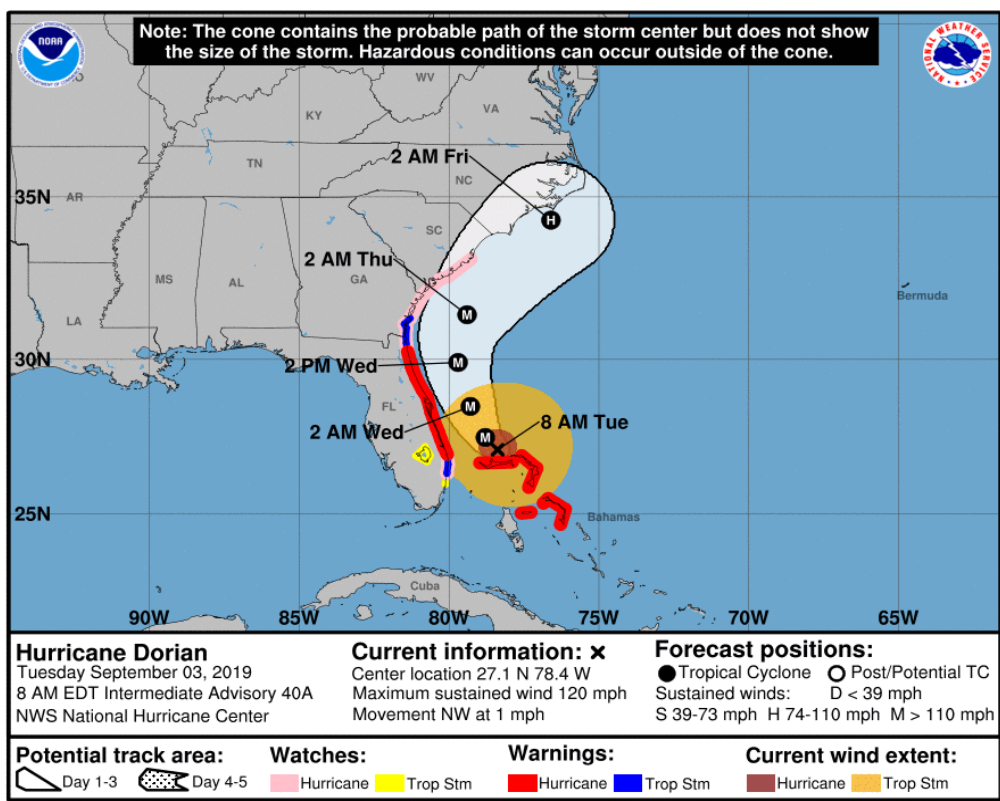 Note: The cone contains the probable path of the storm center but does not show
the size of the storm. Hazardous conditions can occur outside of the cone.
NOAA
NATIONAL WEATHER SERVICE
WV
KY
VA
2 AM Fri
TN
NC
35N
AR
SC
2 AM Thu
MS
AL
GA
Bermuda
LA
30N
2 PM Wed
FL
8 AM Tue
2 AM Wed
H
M
M
M
M
25N
Bahamas
Cuba
90W
85W
80W
75W
70W
65W
Hurricane Dorian
Tuesday September 03, 2019
8 AM EDT Intermediate Advisory 40A
NWS National Hurricane Center
Current information: x
Center location 27.1 N 78.4 W
Maximum sustained wind 120 mph
Movement NW at 1 mph
Forecast positions:
Tropical Cyclone Post/Potential TC
Sustained winds: D < 39 mph
S 39-73 mph H 74-110 mph M > 110 mph
Potential track area:
Day 1-3 Day 4-5
Watches:
Hurricane Trop Stm
Warnings:
Hurricane Trop Stm
Current wind extent:
Hurricane Trop Stm